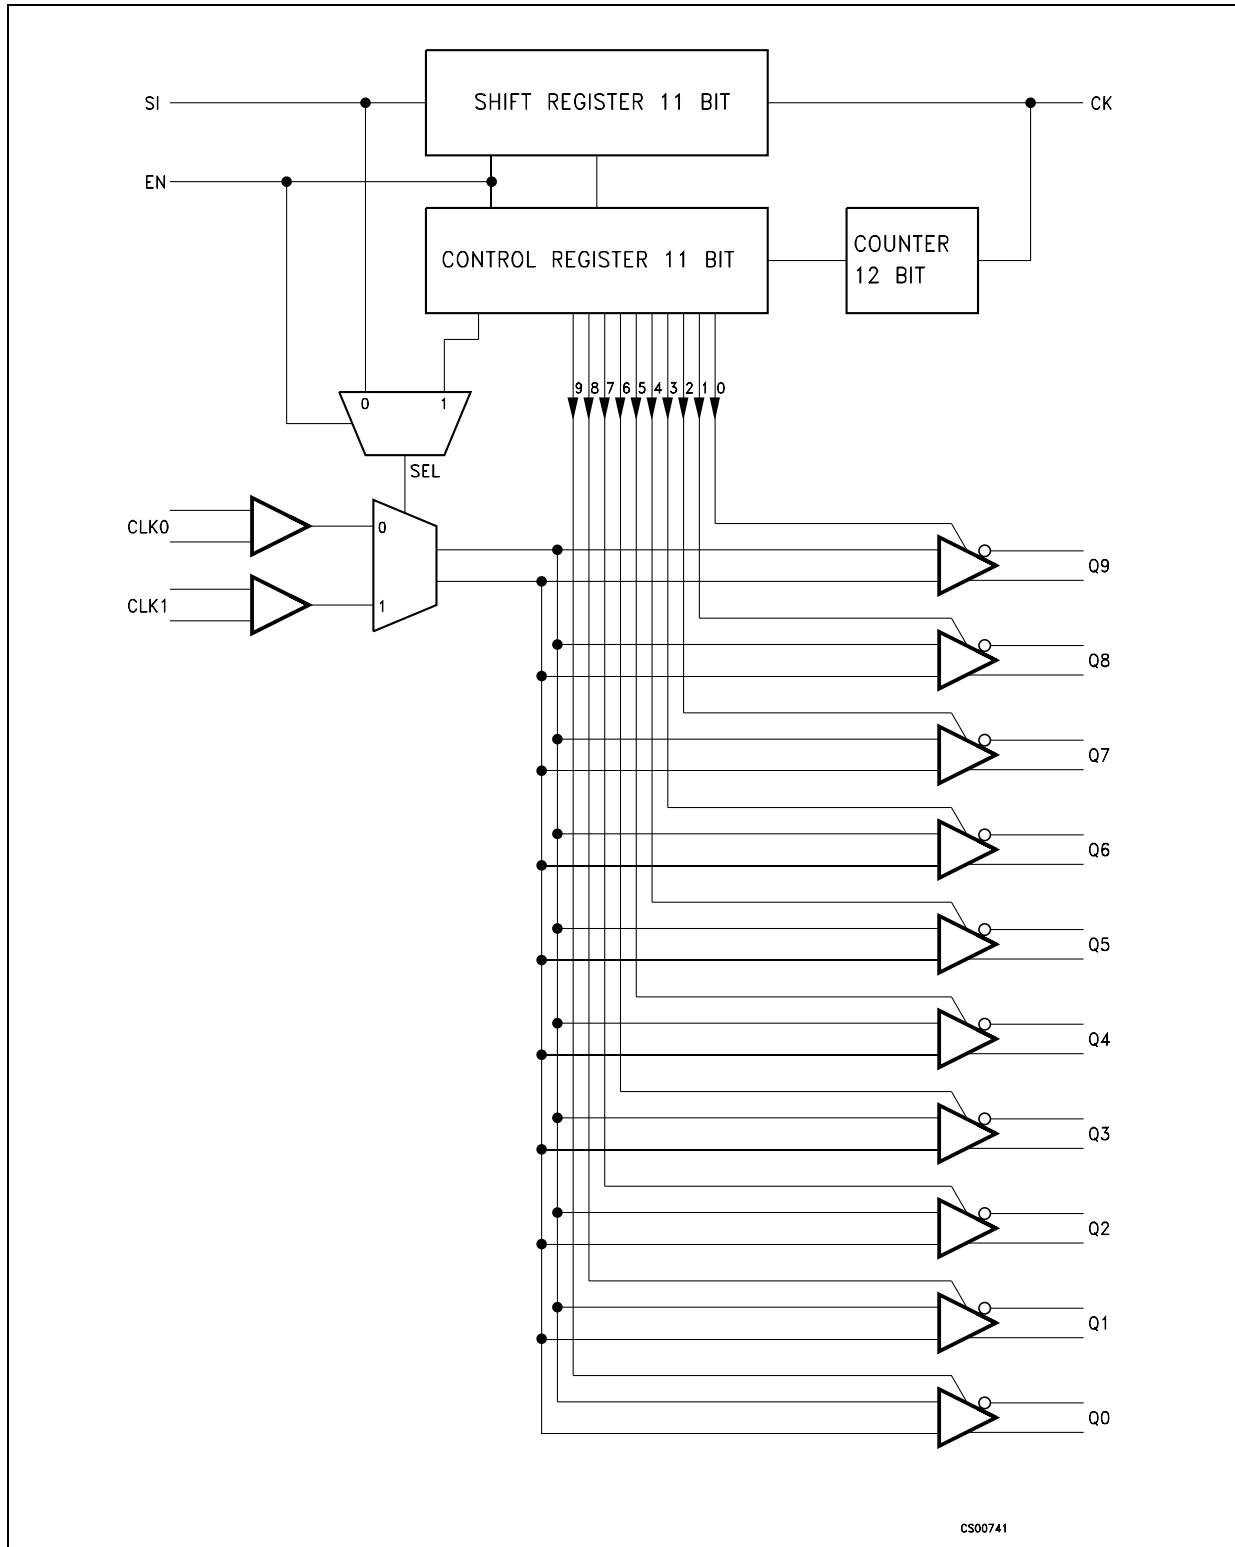 SHIFT REGISTER 11 BIT
SI
CK
EN
CONTROL REGISTER 11 BIT
COUNTER
12 BIT
9 8 7 6 5 4 3 2 1 0
0 1
SEL
CLK0
0
Q9
CLK1
1
Q8
Q7
Q6
Q5
Q4
Q3
Q2
Q1
Q0
CS00741